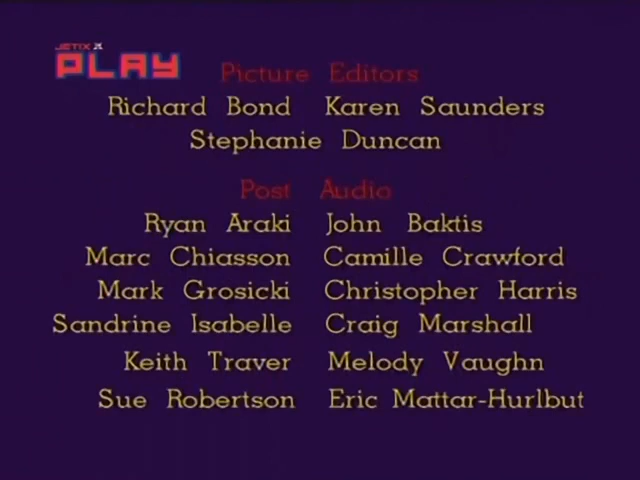 JETIX
PLAY
Picture Editors
Richard Bond Karen Saunders
Stephanie Duncan
Post Audio
Ryan Araki John Baktis
Marc Chiasson Camille Crawford
Mark Grosicki Christopher Harris
Sandrine Isabelle Craig Marshall
Keith Traver Melody Vaughn
Sue Robertson Eric Mattar-Hurlbut